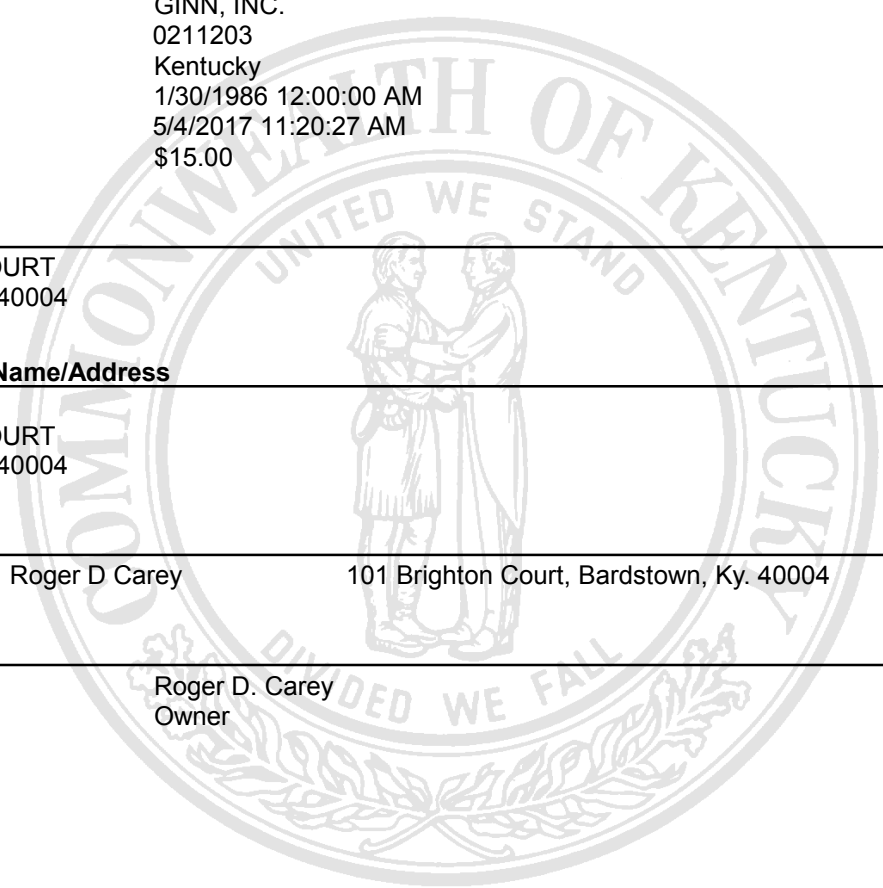 GINN, INC.
0211203
Kentucky
1/30/1986 12:00:00 AM
5/4/2017 11:20:27 AM
$15.00
COMMONWEALTH OF KENTUCKY
UNITED WE STAND
OURT
40004
Name/Address
OURT
40004
Roger D Carey 101 Brighton Court, Bardstown, Ky. 40004
DIVIDED WE FALL
Roger D. Carey
Owner